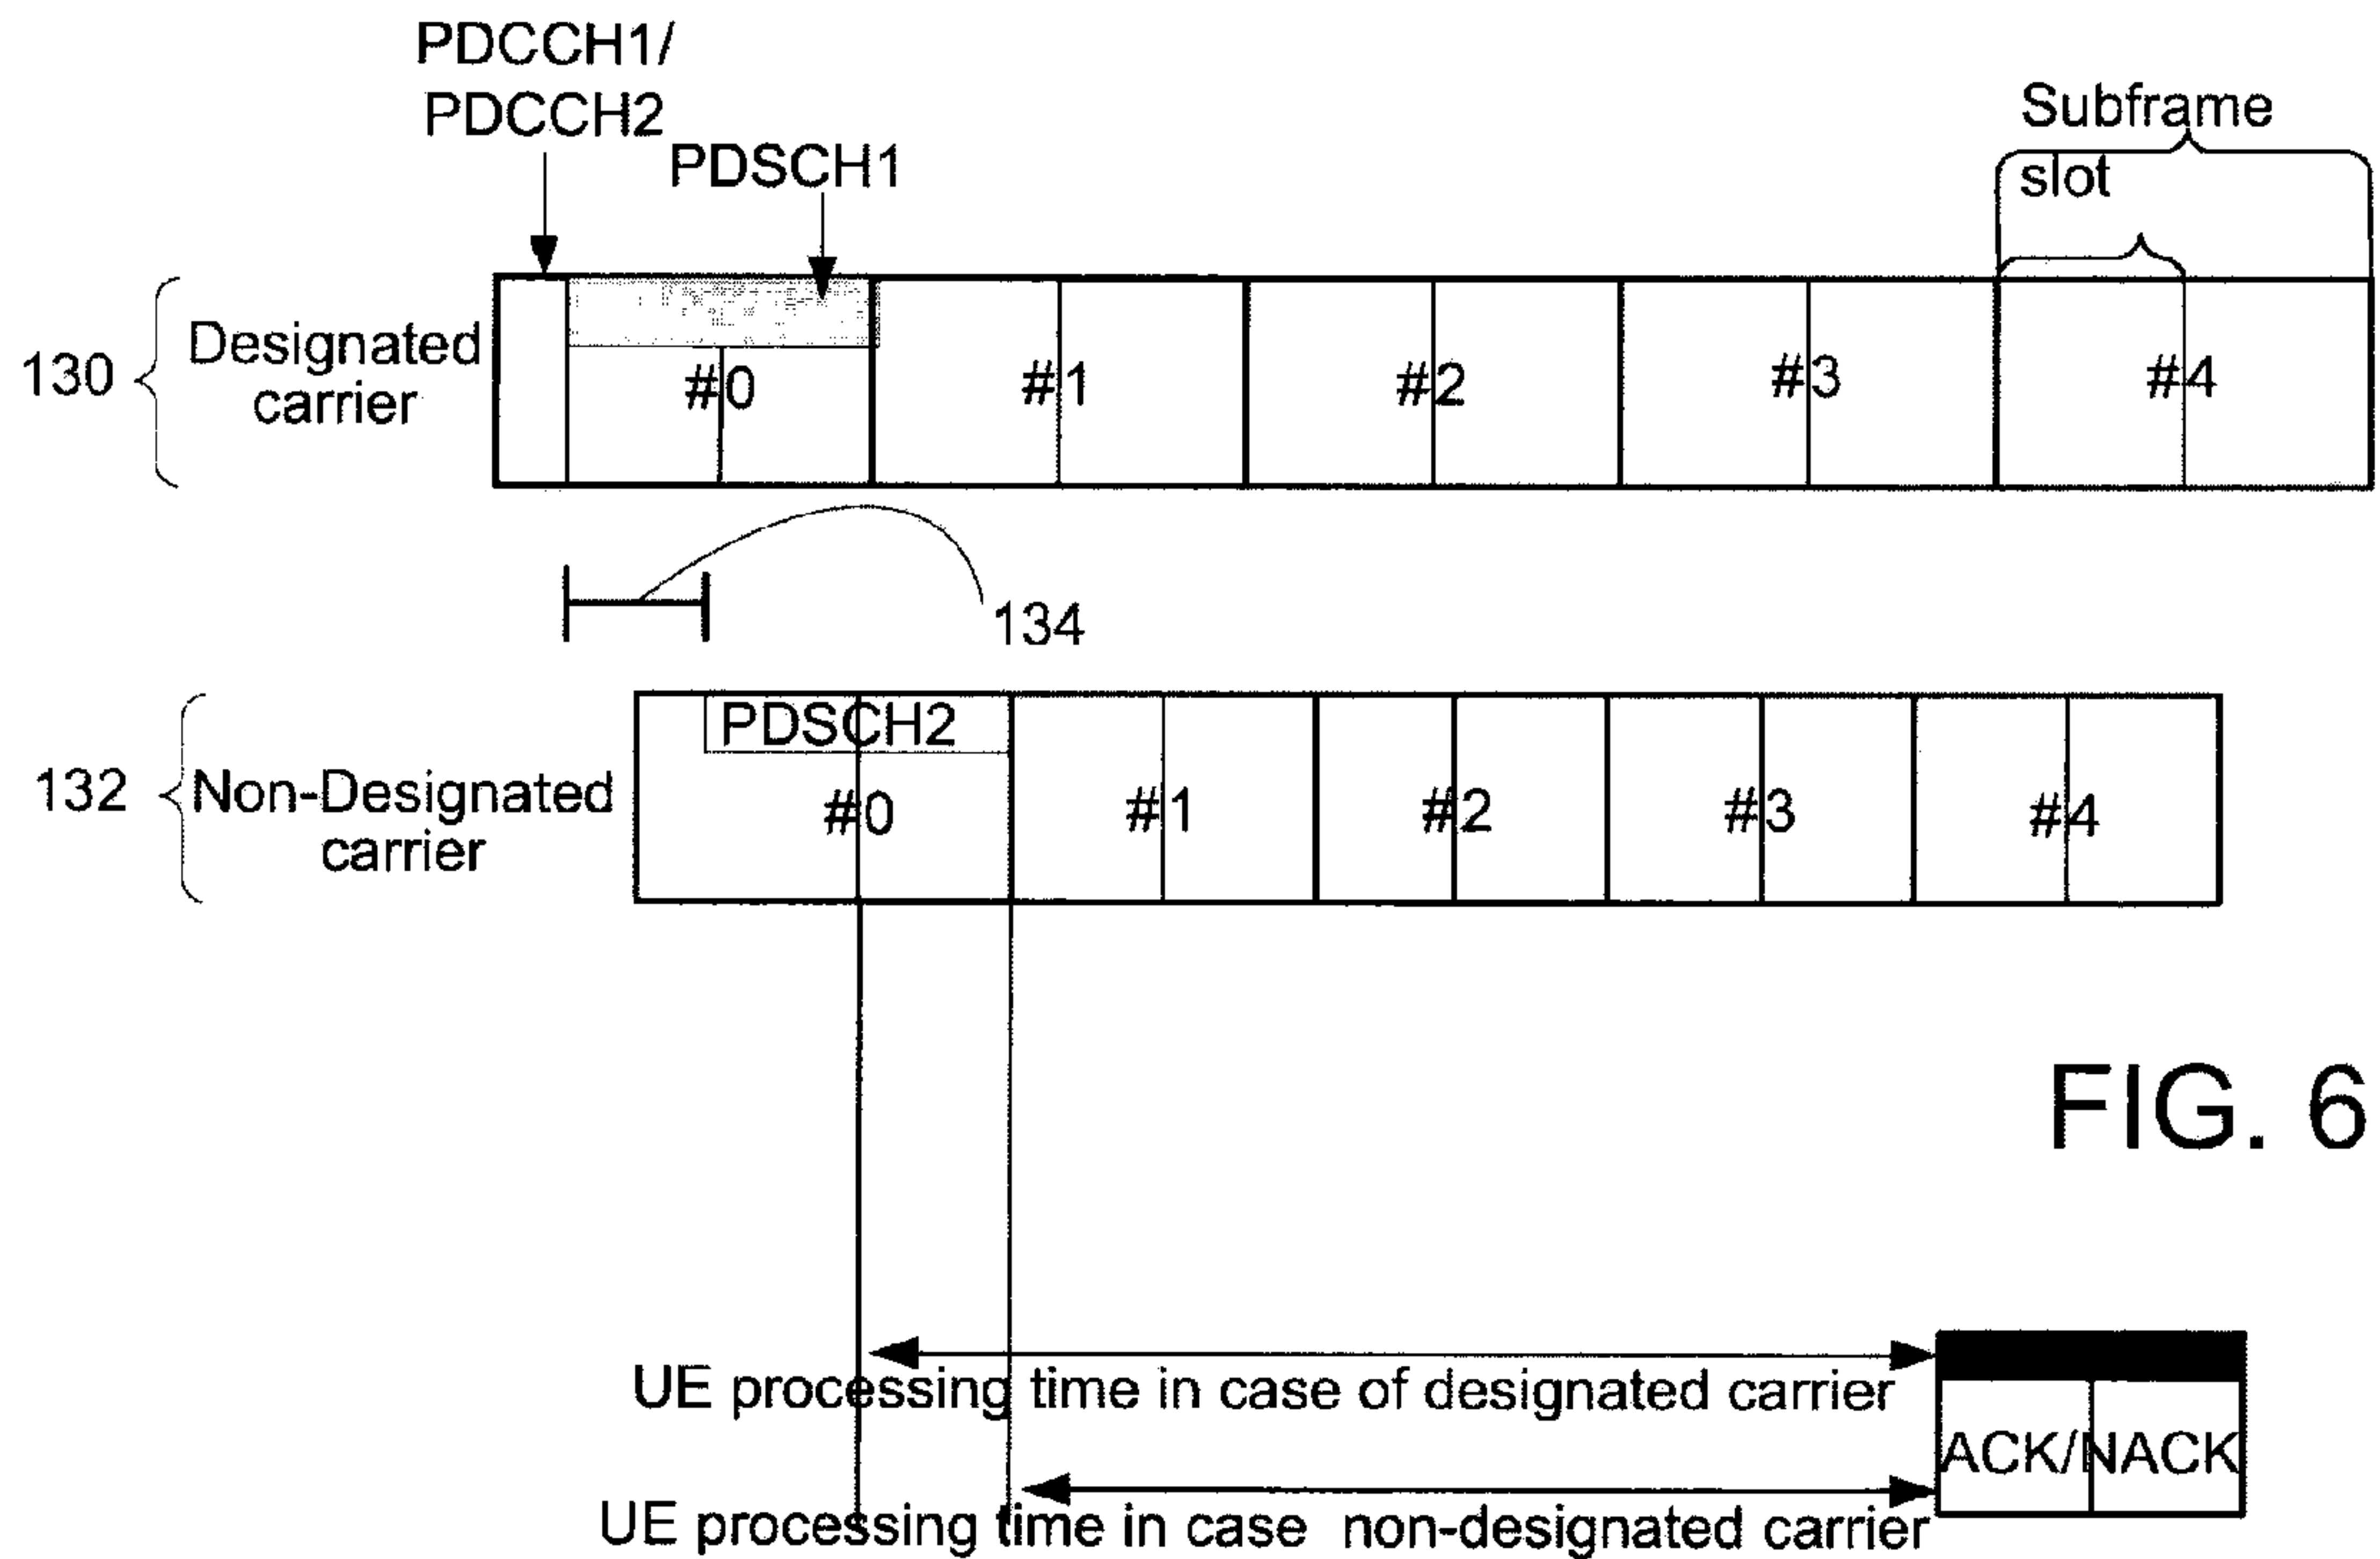 PDCCH1/
PDCCH2
PDSCH1
Subframe
slot
130
Designated
carrier
#0
#1
#2
#3
#4
134
PDSCH2
132
Non-Designated
carrier
#0
#1
#2
#3
#4
FIG. 6
UE processing time in case of designated carrier
ACK/NACK
UE processing time in case non-designated carrier